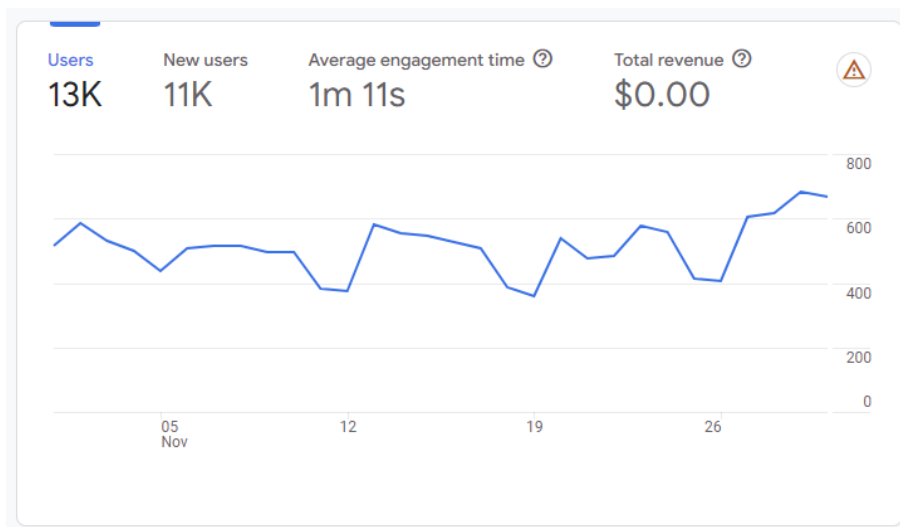 Users New users Average engagement time Total revenue
13K 11K 1m 11s $0.00
800
600
400
200
0
05 12 19 26
Nov